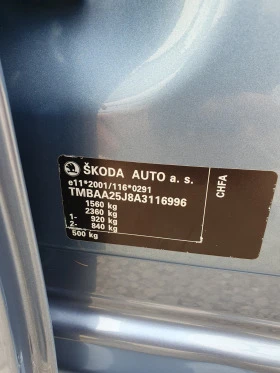 ŠKODA AUTO a. s.
e11*2001/116*0291
TMBAA25J8A3116996
1560 kg
2360 kg
1- 920 kg
2- 840 kg
500 kg
CHFA